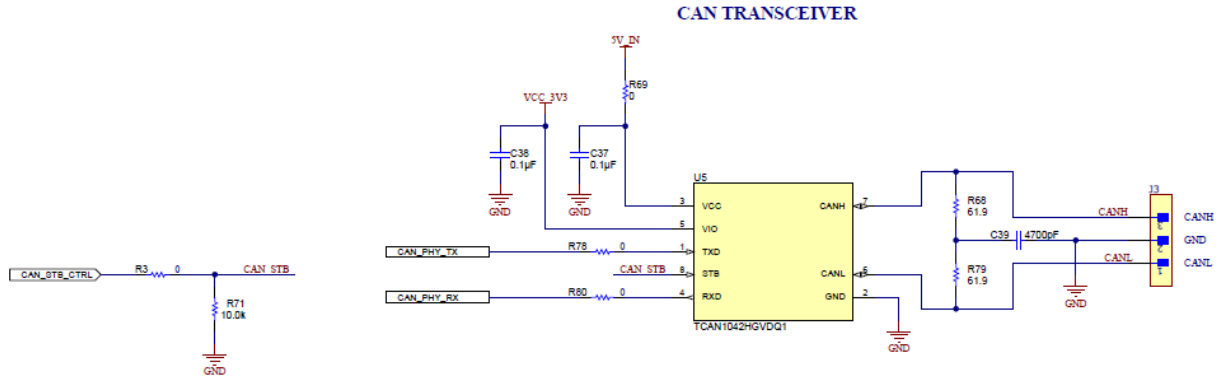 CAN TRANSCEIVER
5V_IN
R69
0
VCC_3V3
C38
0.1µF
C37
0.1µF
GND
GND
U5
3 VCC
5 VIO
1 TXD
8 STB
4 RXD
CANH 7
CANL 6
GND 2
TCAN1042HGVDQ1
CAN_PHY_TX
R78 0
CAN_STB
CAN_PHY_RX
R80 0
GND
CAN_STB_CTRL
R3 0
CAN_STB
R71
10.0k
GND
R68
61.9
C39 4700pF
R79
61.9
GND
J3
CANH 3 CANH
2 GND
CANL 1 CANL